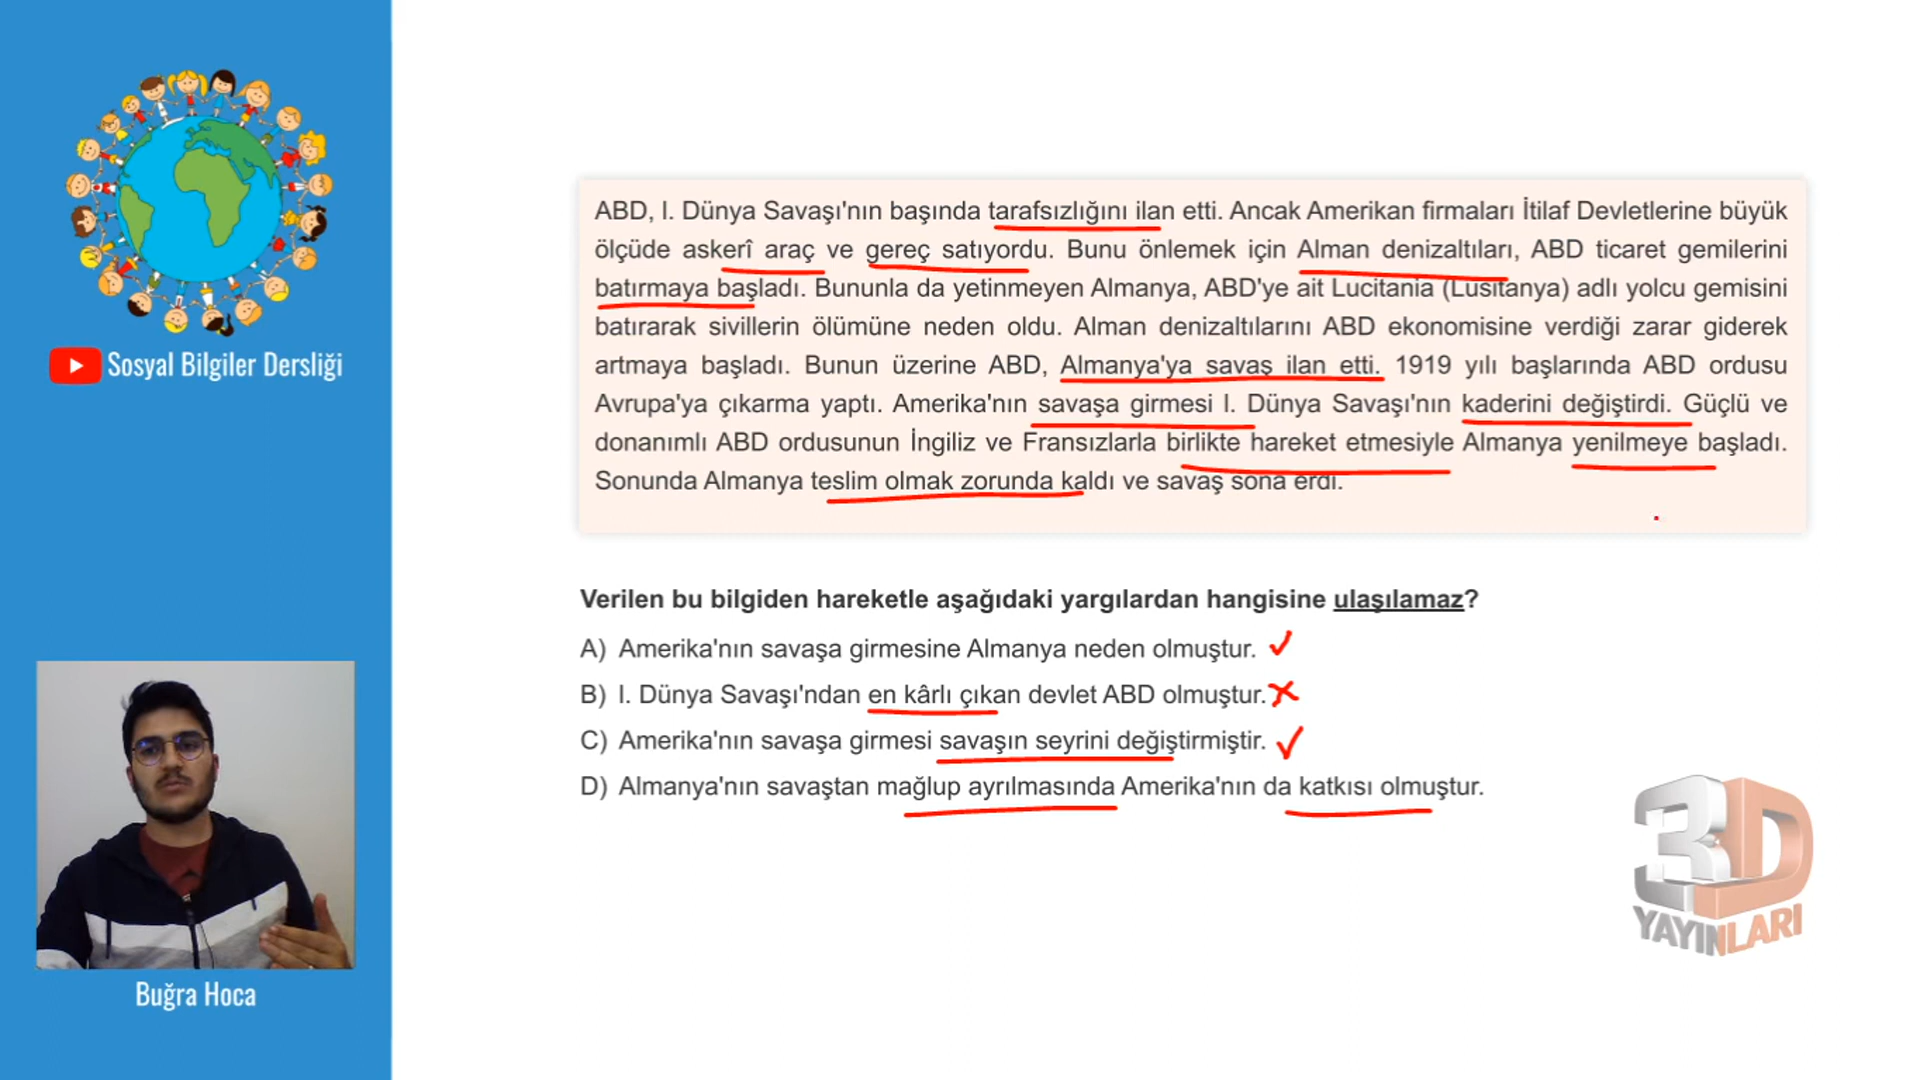 Sosyal Bilgiler Dersliği
Buğra Hoca
ABD, I. Dünya Savaşı'nın başında tarafsızlığını ilan etti. Ancak Amerikan firmaları İtilaf Devletlerine büyük
ölçüde askerî araç ve gereç satıyordu. Bunu önlemek için Alman denizaltıları, ABD ticaret gemilerini
batırmaya başladı. Bununla da yetinmeyen Almanya, ABD'ye ait Lucitania (Lusitanya) adlı yolcu gemisini
batırarak sivillerin ölümüne neden oldu. Alman denizaltılarını ABD ekonomisine verdiği zarar giderek
artmaya başladı. Bunun üzerine ABD, Almanya'ya savaş ilan etti. 1919 yılı başlarında ABD ordusu
Avrupa'ya çıkarma yaptı. Amerika'nın savaşa girmesi I. Dünya Savaşı'nın kaderini değiştirdi. Güçlü ve
donanımlı ABD ordusunun İngiliz ve Fransızlarla birlikte hareket etmesiyle Almanya yenilmeye başladı.
Sonunda Almanya teslim olmak zorunda kaldı ve savaş sona erdi.
Verilen bu bilgiden hareketle aşağıdaki yargılardan hangisine ulaşılamaz?
A) Amerika'nın savaşa girmesine Almanya neden olmuştur.
B) I. Dünya Savaşı'ndan en kârlı çıkan devlet ABD olmuştur.
C) Amerika'nın savaşa girmesi savaşın seyrini değiştirmiştir.
D) Almanya'nın savaştan mağlup ayrılmasında Amerika'nın da katkısı olmuştur.
3D
YAYINLARI